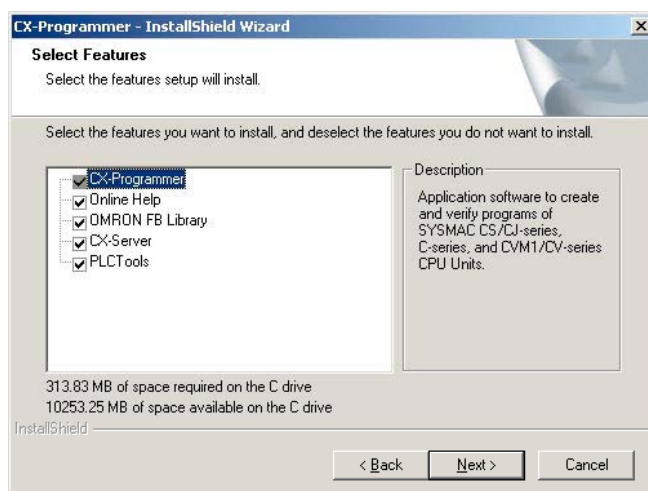 CX-Programmer - InstallShield Wizard
Select Features
Select the features setup will install.
Select the features you want to install, and deselect the features you do not want to install.
CX-Programmer
Online Help
OMRON FB Library
CX-Server
PLCTools
Description
Application software to create
and verify programs of
SYSMAC CS/CJ-series,
C-series, and CVM1/CV-series
CPU Units.
313.83 MB of space required on the C drive
10253.25 MB of space available on the C drive
InstallShield
< Back
Next >
Cancel